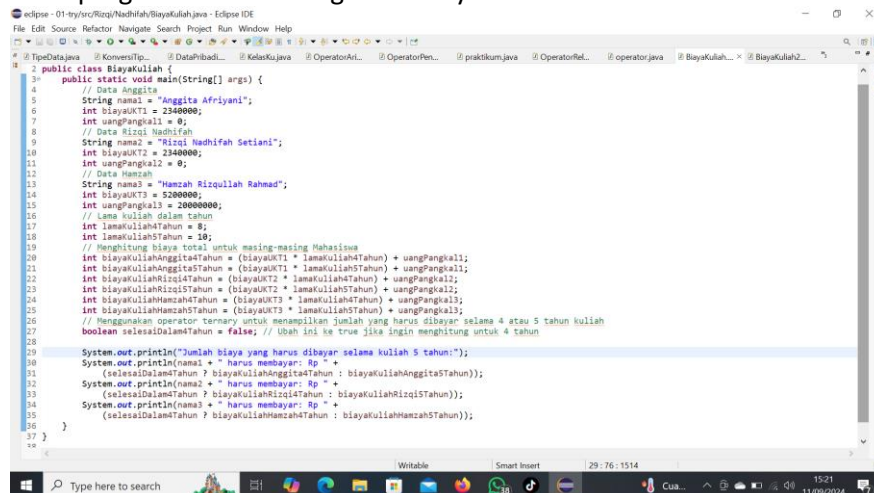 eclipse - 01-try/src/Rizqi/Nadhifah/BiayaKuliah.java - Eclipse IDE
File Edit Source Refactor Navigate Search Project Run Window Help
TipeData.java KonversiTip... DataPribadi... KelasKu.java OperatorAri... OperatorPen... praktikum.java OperatorRel... operator.java BiayaKuliah.... BiayaKuliah2...
2 public class BiayaKuliah {
3 public static void main(String[] args) {
4 // Data Anggita
5 String nama1 = "Anggita Afriyani";
6 int biayaUKT1 = 2340000;
7 int uangPangkal1 = 0;
8 // Data Rizqi Nadhifah
9 String nama2 = "Rizqi Nadhifah Setiani";
10 int biayaUKT2 = 2340000;
11 int uangPangkal2 = 0;
12 // Data Hamzah
13 String nama3 = "Hamzah Rizqullah Rahmad";
14 int biayaUKT3 = 5200000;
15 int uangPangkal3 = 20000000;
16 // Lama kuliah dalam tahun
17 int lamaKuliah4Tahun = 8;
18 int lamaKuliah5Tahun = 10;
19 // Menghitung biaya total untuk masing-masing Mahasiswa
20 int biayaKuliahAnggita4Tahun = (biayaUKT1 * lamaKuliah4Tahun) + uangPangkal1;
21 int biayaKuliahAnggita5Tahun = (biayaUKT1 * lamaKuliah5Tahun) + uangPangkal1;
22 int biayaKuliahRizqi4Tahun = (biayaUKT2 * lamaKuliah4Tahun) + uangPangkal2;
23 int biayaKuliahRizqi5Tahun = (biayaUKT2 * lamaKuliah5Tahun) + uangPangkal2;
24 int biayaKuliahHamzah4Tahun = (biayaUKT3 * lamaKuliah4Tahun) + uangPangkal3;
25 int biayaKuliahHamzah5Tahun = (biayaUKT3 * lamaKuliah5Tahun) + uangPangkal3;
26 // Menggunakan operator ternary untuk menampilkan jumlah yang harus dibayar selama 4 atau 5 tahun kuliah
27 boolean selesaiDalam4Tahun = false; // Ubah ini ke true jika ingin menghitung untuk 4 tahun
28
29 System.out.println("Jumlah biaya yang harus dibayar selama kuliah 5 tahun:");
30 System.out.println(nama1 + " harus membayar: Rp " +
31 (selesaiDalam4Tahun ? biayaKuliahAnggita4Tahun : biayaKuliahAnggita5Tahun));
32 System.out.println(nama2 + " harus membayar: Rp " +
33 (selesaiDalam4Tahun ? biayaKuliahRizqi4Tahun : biayaKuliahRizqi5Tahun));
34 System.out.println(nama3 + " harus membayar: Rp " +
35 (selesaiDalam4Tahun ? biayaKuliahHamzah4Tahun : biayaKuliahHamzah5Tahun));
36 }
37 }
Writable Smart Insert 29 : 76 : 1514
Type here to search 38 Cua... 15:21
11/09/2024